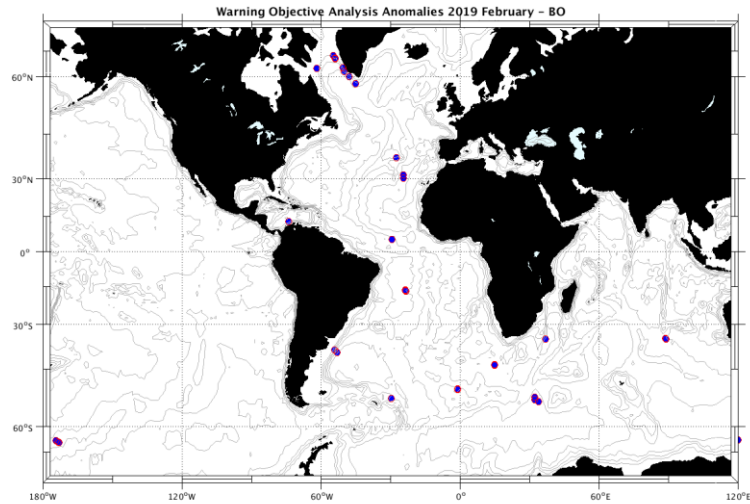 Warning Objective Analysis Anomalies 2019 February – BO
60°N
30°N
0°
30°S
60°S
180°W
120°W
60°W
0°
60°E
120°E